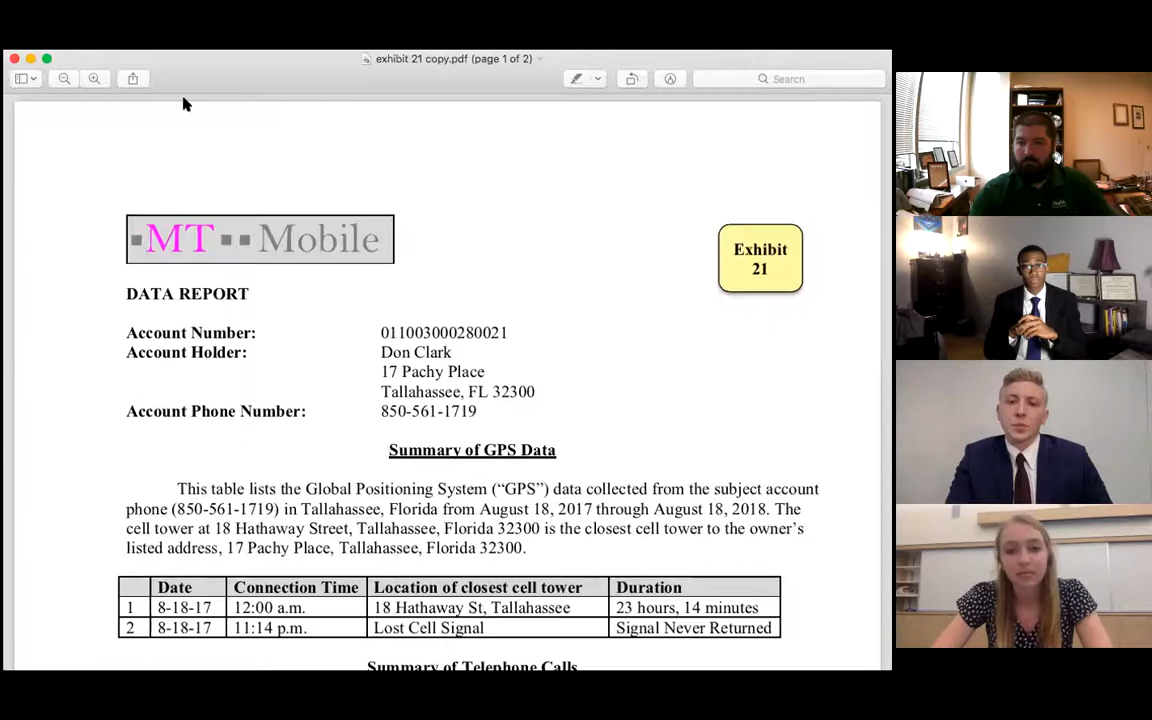 exhibit 21 copy.pdf (page 1 of 2)
Search
MT Mobile
Exhibit
21
DATA REPORT
Account Number: 011003000280021
Account Holder: Don Clark
17 Pachy Place
Tallahassee, FL 32300
Account Phone Number: 850-561-1719
Summary of GPS Data
This table lists the Global Positioning System (“GPS”) data collected from the subject account
phone (850-561-1719) in Tallahassee, Florida from August 18, 2017 through August 18, 2018. The
cell tower at 18 Hathaway Street, Tallahassee, Florida 32300 is the closest cell tower to the owner’s
listed address, 17 Pachy Place, Tallahassee, Florida 32300.
Date Connection Time Location of closest cell tower Duration
1 8-18-17 12:00 a.m. 18 Hathaway St, Tallahassee 23 hours, 14 minutes
2 8-18-17 11:14 p.m. Lost Cell Signal Signal Never Returned
Summary of Telephone Calls